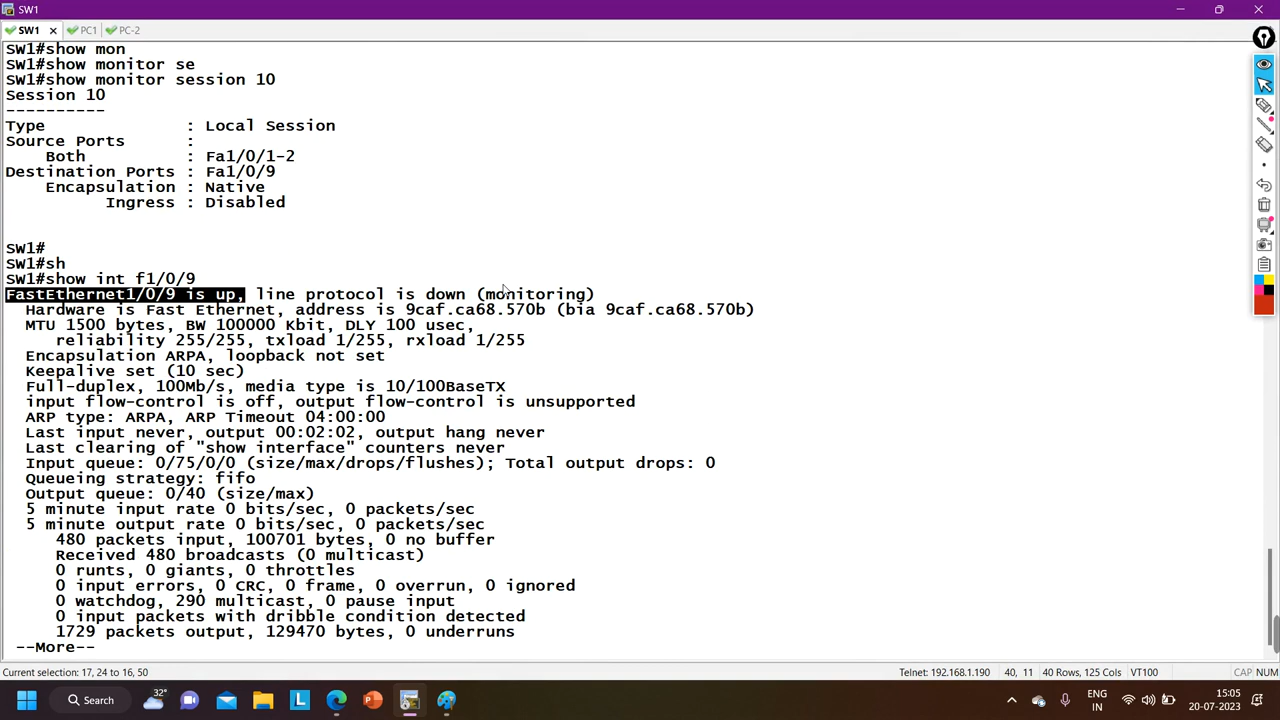 SW1
SW1 PC1 PC-2
SW1#show mon
SW1#show monitor se
SW1#show monitor session 10
Session 10
----------
Type : Local Session
Source Ports :
Both : Fa1/0/1-2
Destination Ports : Fa1/0/9
Encapsulation : Native
Ingress : Disabled
SW1#
SW1#sh
SW1#show int f1/0/9
FastEthernet1/0/9 is up, line protocol is down (monitoring)
Hardware is Fast Ethernet, address is 9caf.ca68.570b (bia 9caf.ca68.570b)
MTU 1500 bytes, BW 100000 Kbit, DLY 100 usec,
reliability 255/255, txload 1/255, rxload 1/255
Encapsulation ARPA, loopback not set
Keepalive set (10 sec)
Full-duplex, 100Mb/s, media type is 10/100BaseTX
input flow-control is off, output flow-control is unsupported
ARP type: ARPA, ARP Timeout 04:00:00
Last input never, output 00:02:02, output hang never
Last clearing of "show interface" counters never
Input queue: 0/75/0/0 (size/max/drops/flushes); Total output drops: 0
Queueing strategy: fifo
Output queue: 0/40 (size/max)
5 minute input rate 0 bits/sec, 0 packets/sec
5 minute output rate 0 bits/sec, 0 packets/sec
480 packets input, 100701 bytes, 0 no buffer
Received 480 broadcasts (0 multicast)
0 runts, 0 giants, 0 throttles
0 input errors, 0 CRC, 0 frame, 0 overrun, 0 ignored
0 watchdog, 290 multicast, 0 pause input
0 input packets with dribble condition detected
1729 packets output, 129470 bytes, 0 underruns
--More--
Current selection: 17, 24 to 16, 50 Telnet: 192.168.1.190 40, 11 40 Rows, 125 Cols VT100 CAP NUM
32° Search L ENG IN 15:05 20-07-2023